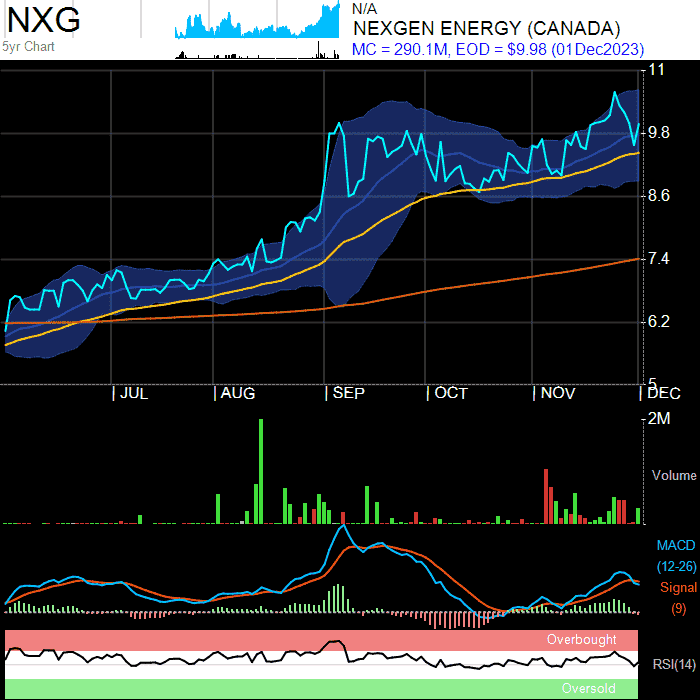 NXG
5yr Chart
N/A
NEXGEN ENERGY (CANADA)
MC = 290.1M, EOD = $9.98 (01Dec2023)
11
9.8
8.6
7.4
6.2
5
JUL AUG SEP OCT NOV DEC
2M
Volume
MACD
(12-26)
Signal
(9)
Overbought
RSI(14)
Oversold